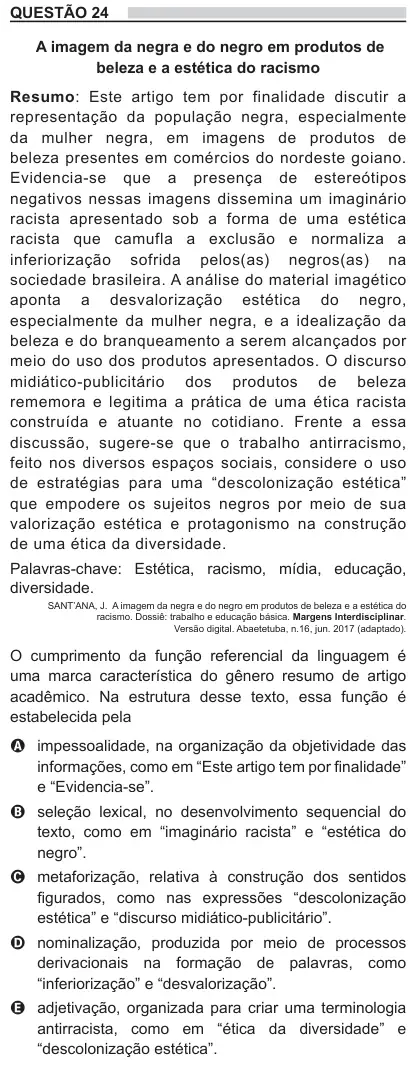 QUESTÃO 24
A imagem da negra e do negro em produtos de
beleza e a estética do racismo
Resumo: Este artigo tem por finalidade discutir a
representação da população negra, especialmente
da mulher negra, em imagens de produtos de
beleza presentes em comércios do nordeste goiano.
Evidencia-se que a presença de estereótipos
negativos nessas imagens dissemina um imaginário
racista apresentado sob a forma de uma estética
racista que camufla a exclusão e normaliza a
inferiorização sofrida pelos(as) negros(as) na
sociedade brasileira. A análise do material imagético
aponta a desvalorização estética do negro,
especialmente da mulher negra, e a idealização da
beleza e do branqueamento a serem alcançados por
meio do uso dos produtos apresentados. O discurso
midiático-publicitário dos produtos de beleza
rememora e legitima a prática de uma ética racista
construída e atuante no cotidiano. Frente a essa
discussão, sugere-se que o trabalho antirracismo,
feito nos diversos espaços sociais, considere o uso
de estratégias para uma “descolonização estética”
que empodere os sujeitos negros por meio de sua
valorização estética e protagonismo na construção
de uma ética da diversidade.
Palavras-chave: Estética, racismo, mídia, educação,
diversidade.
SANT’ANA, J. A imagem da negra e do negro em produtos de beleza e a estética do
racismo. Dossiê: trabalho e educação básica. Margens Interdisciplinar.
Versão digital. Abaetetuba, n.16, jun. 2017 (adaptado).
O cumprimento da função referencial da linguagem é
uma marca característica do gênero resumo de artigo
acadêmico. Na estrutura desse texto, essa função é
estabelecida pela
A impessoalidade, na organização da objetividade das
informações, como em “Este artigo tem por finalidade”
e “Evidencia-se”.
B seleção lexical, no desenvolvimento sequencial do
texto, como em “imaginário racista” e “estética do
negro”.
C metaforização, relativa à construção dos sentidos
figurados, como nas expressões “descolonização
estética” e “discurso midiático-publicitário”.
D nominalização, produzida por meio de processos
derivacionais na formação de palavras, como
“inferiorização” e “desvalorização”.
E adjetivação, organizada para criar uma terminologia
antirracista, como em “ética da diversidade” e
“descolonização estética”.